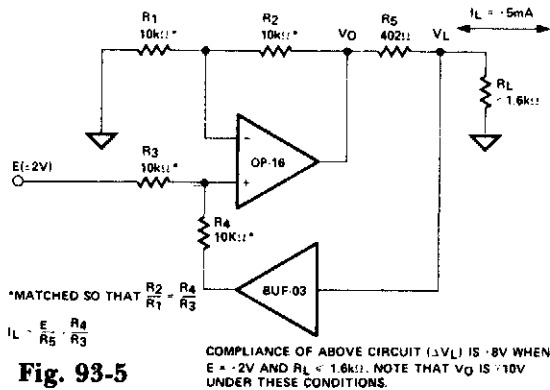 R1
10kΩ*
R2
10kΩ*
VO
R5
402Ω
VL
IL = ·5mA
RL
<1.6kΩ
E(±2V)
R3
10kΩ*
−
OP-16
+
R4
10KΩ*
BUF-03
*MATCHED SO THAT R2/R1 = R4/R3
IL = E/R5 · R4/R3
Fig. 93-5
COMPLIANCE OF ABOVE CIRCUIT (ΔVL) IS ·8V WHEN
E = ·2V AND RL < 1.6kΩ. NOTE THAT VO IS ·10V
UNDER THESE CONDITIONS.